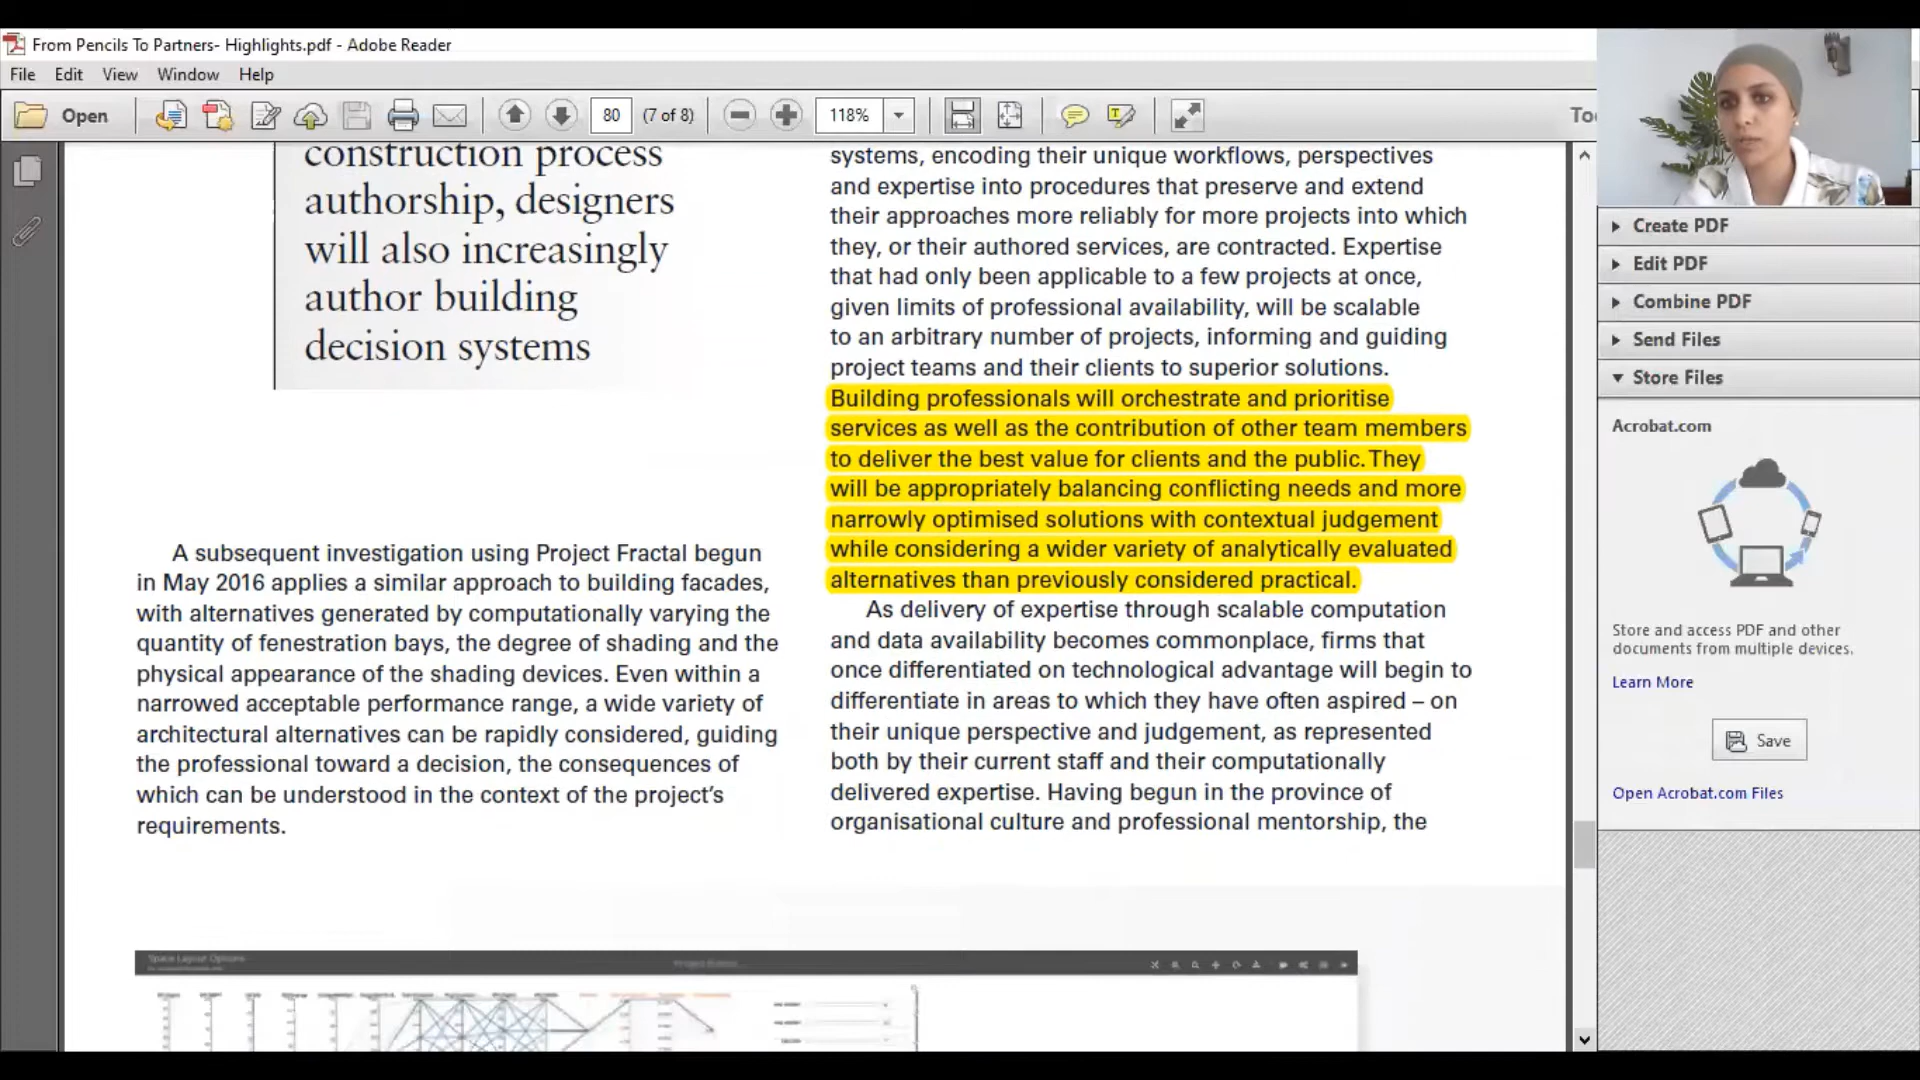 From Pencils To Partners- Highlights.pdf - Adobe Reader
File Edit View Window Help
Open 80 (7 of 8) 118%
construction process
authorship, designers
will also increasingly
author building
decision systems
A subsequent investigation using Project Fractal begun
in May 2016 applies a similar approach to building facades,
with alternatives generated by computationally varying the
quantity of fenestration bays, the degree of shading and the
physical appearance of the shading devices. Even within a
narrowed acceptable performance range, a wide variety of
architectural alternatives can be rapidly considered, guiding
the professional toward a decision, the consequences of
which can be understood in the context of the project's
requirements.
systems, encoding their unique workflows, perspectives
and expertise into procedures that preserve and extend
their approaches more reliably for more projects into which
they, or their authored services, are contracted. Expertise
that had only been applicable to a few projects at once,
given limits of professional availability, will be scalable
to an arbitrary number of projects, informing and guiding
project teams and their clients to superior solutions.
Building professionals will orchestrate and prioritise
services as well as the contribution of other team members
to deliver the best value for clients and the public. They
will be appropriately balancing conflicting needs and more
narrowly optimised solutions with contextual judgement
while considering a wider variety of analytically evaluated
alternatives than previously considered practical.
As delivery of expertise through scalable computation
and data availability becomes commonplace, firms that
once differentiated on technological advantage will begin to
differentiate in areas to which they have often aspired – on
their unique perspective and judgement, as represented
both by their current staff and their computationally
delivered expertise. Having begun in the province of
organisational culture and professional mentorship, the
Space Layout Options
Create PDF
Edit PDF
Combine PDF
Send Files
Store Files
Acrobat.com
Store and access PDF and other
documents from multiple devices.
Learn More
Save
Open Acrobat.com Files